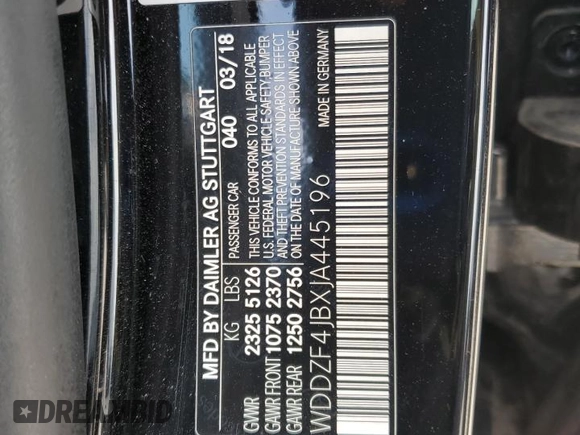 MFD BY DAIMLER AG STUTTGART
PASSENGER CAR 040 03/18
KG LBS
THIS VEHICLE CONFORMS TO ALL APPLICABLE
U.S. FEDERAL MOTOR VEHICLE SAFETY, BUMPER
AND THEFT PREVENTION STANDARDS IN EFFECT
ON THE DATE OF MANUFACTURE SHOWN ABOVE
GVWR 2325 5126
GAWR FRONT 1075 2370
GAWR REAR 1250 2756
MADE IN GERMANY
WDDZF4JBXJA445196
DREAMBID